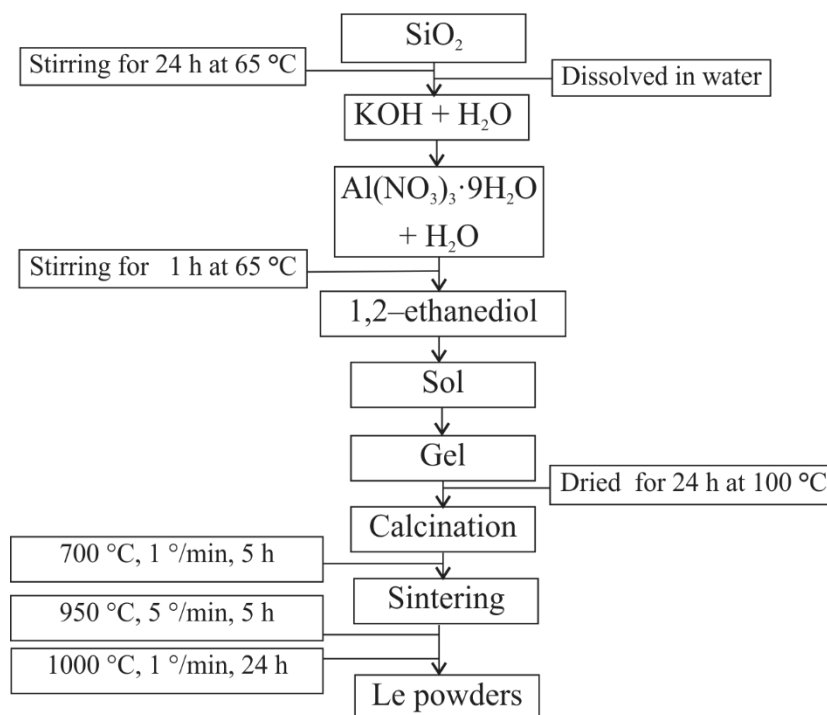 SiO₂
Stirring for 24 h at 65 °C
Dissolved in water
KOH + H₂O
Al(NO₃)₃·9H₂O
+ H₂O
Stirring for 1 h at 65 °C
1,2–ethanediol
Sol
Gel
Dried for 24 h at 100 °C
Calcination
700 °C, 1 °/min, 5 h
Sintering
950 °C, 5 °/min, 5 h
1000 °C, 1 °/min, 24 h
Le powders